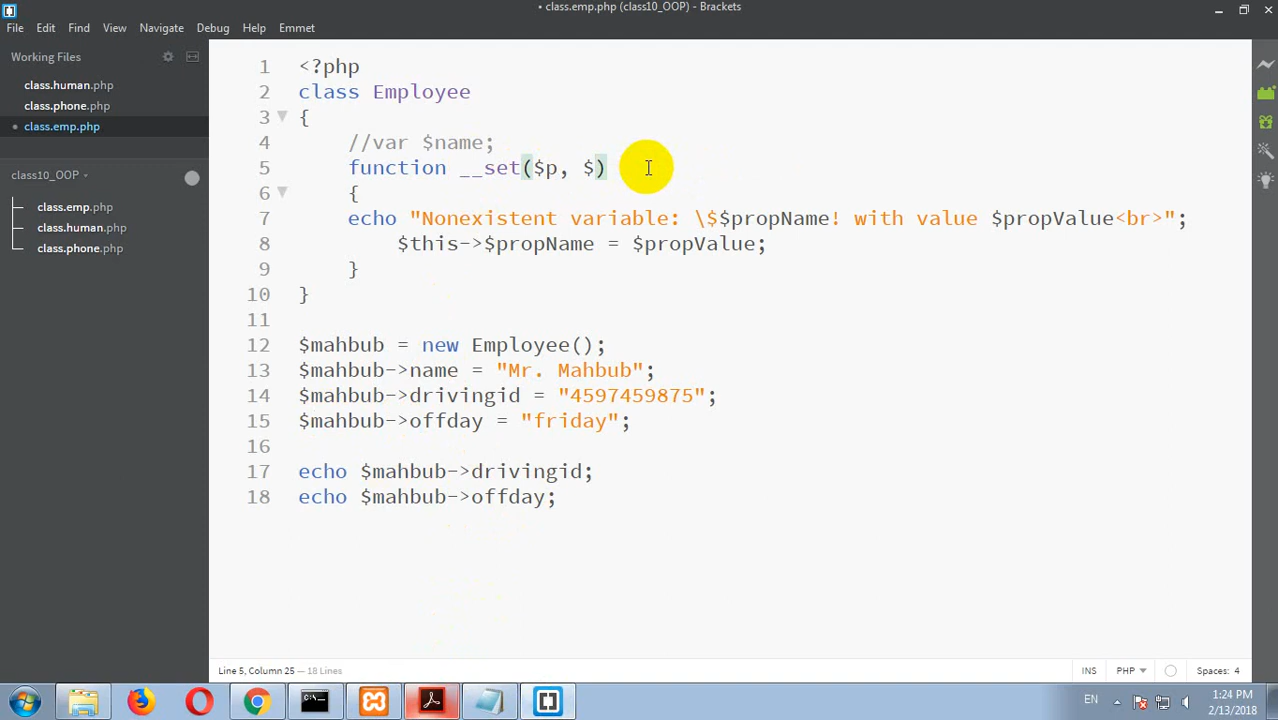 • class.emp.php (class10_OOP) - Brackets
File Edit Find View Navigate Debug Help Emmet
Working Files
class.human.php
class.phone.php
• class.emp.php
class10_OOP
class.emp.php
class.human.php
class.phone.php
1 <?php
2 class Employee
3 {
4 //var $name;
5 function __set($p, $)
6 {
7 echo "Nonexistent variable: \$$propName! with value $propValue<br>";
8 $this->$propName = $propValue;
9 }
10 }
11
12 $mahbub = new Employee();
13 $mahbub->name = "Mr. Mahbub";
14 $mahbub->drivingid = "4597459875";
15 $mahbub->offday = "friday";
16
17 echo $mahbub->drivingid;
18 echo $mahbub->offday;
Line 5, Column 25 — 18 Lines
INS PHP Spaces: 4
EN
1:24 PM
2/13/2018